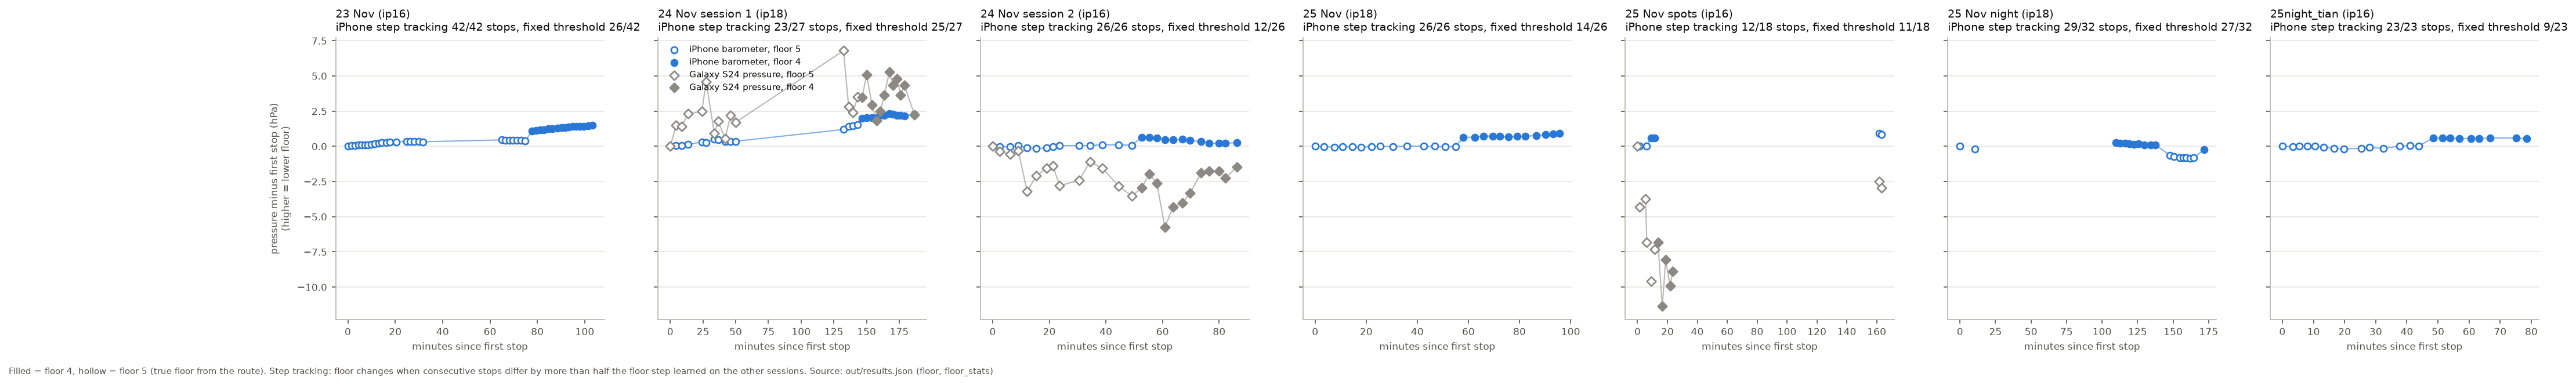 23 Nov (ip16)
iPhone step tracking 42/42 stops, fixed threshold 26/42
24 Nov session 1 (ip18)
iPhone step tracking 23/27 stops, fixed threshold 25/27
24 Nov session 2 (ip16)
iPhone step tracking 26/26 stops, fixed threshold 12/26
25 Nov (ip18)
iPhone step tracking 26/26 stops, fixed threshold 14/26
25 Nov spots (ip16)
iPhone step tracking 12/18 stops, fixed threshold 11/18
25 Nov night (ip18)
iPhone step tracking 29/32 stops, fixed threshold 27/32
25night_tian (ip16)
iPhone step tracking 23/23 stops, fixed threshold 9/23
iPhone barometer, floor 5
iPhone barometer, floor 4
Galaxy S24 pressure, floor 5
Galaxy S24 pressure, floor 4
pressure minus first stop (hPa)
(higher = lower floor)
7.5
5.0
2.5
0.0
−2.5
−5.0
−7.5
−10.0
0 20 40 60 80 100
0 25 50 75 100 125 150 175
0 20 40 60 80
0 20 40 60 80 100
0 20 40 60 80 100 120 140 160
0 25 50 75 100 125 150 175
0 10 20 30 40 50 60 70 80
minutes since first stop
minutes since first stop
minutes since first stop
minutes since first stop
minutes since first stop
minutes since first stop
minutes since first stop
Filled = floor 4, hollow = floor 5 (true floor from the route). Step tracking: floor changes when consecutive stops differ by more than half the floor step learned on the other sessions. Source: out/results.json (floor, floor_stats)